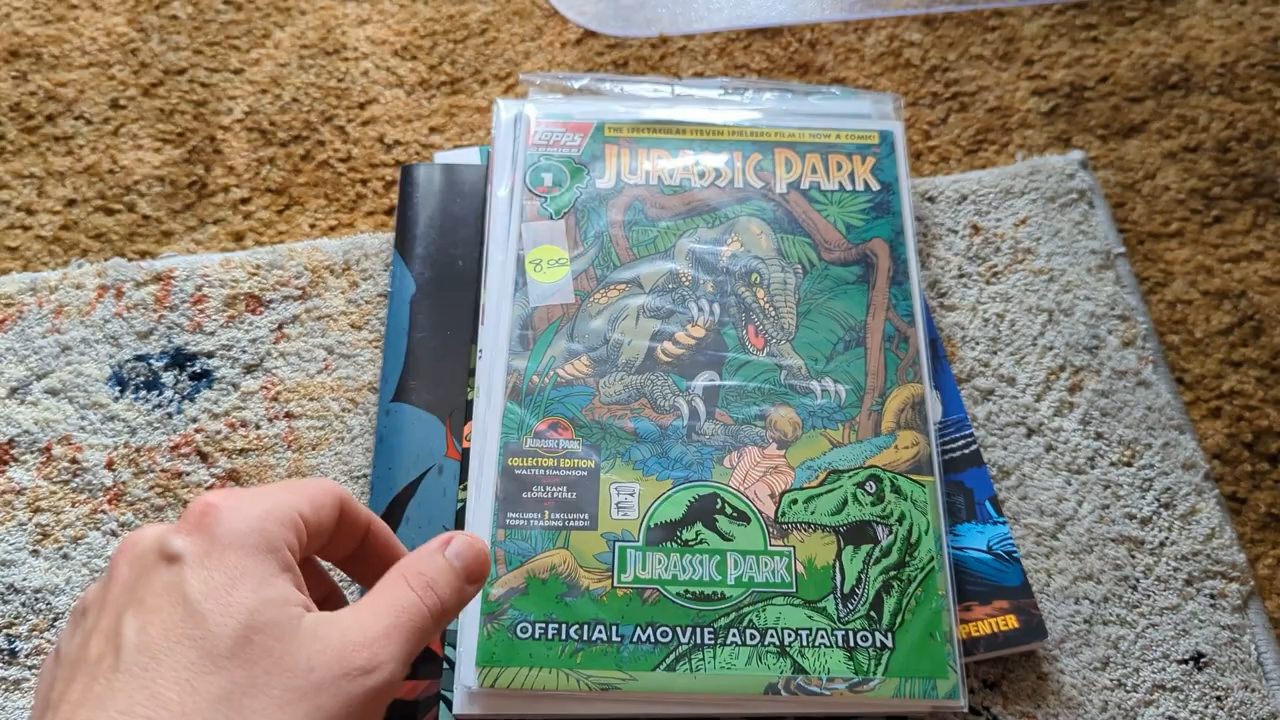 THE SPECTACULAR STEVEN SPIELBERG FILM IS NOW A COMIC!
TOPPS
COMICS
JURASSIC PARK
1
8.00
JURASSIC PARK
COLLECTORS EDITION
WALTER SIMONSON
GIL KANE
GEORGE PEREZ
INCLUDES 3 EXCLUSIVE
TOPPS TRADING CARDS!
JURASSIC PARK
OFFICIAL MOVIE ADAPTATION
PENTER